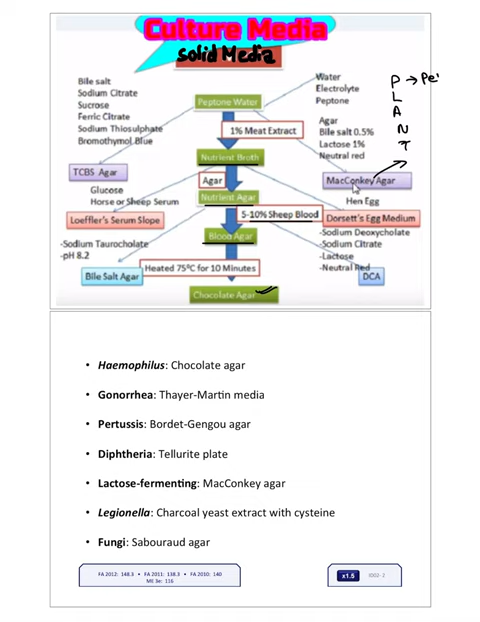 Culture Media
Solid Media
Bile salt
Sodium Citrate
Sucrose
Ferric Citrate
Sodium Thiosulphate
Bromothymol Blue
Water
Electrolyte
Peptone
P → Pe
L
A
N
T
Peptone Water
Agar
Bile salt 0.5%
Lactose 1%
Neutral red
1% Meat Extract
Nutrient Broth
TCBS Agar
Agar
MacConkey Agar
Glucose
Horse or Sheep Serum
Nutrient Agar
Hen Egg
Loeffler's Serum Slope
5-10% Sheep Blood
Dorsett's Egg Medium
-Sodium Taurocholate
-pH 8.2
Blood Agar
-Sodium Deoxycholate
-Sodium Citrate
-Lactose
-Neutral Red
Bile Salt Agar
Heated 75°C for 10 Minutes
DCA
Chocolate Agar
• Haemophilus: Chocolate agar
• Gonorrhea: Thayer-Martin media
• Pertussis: Bordet-Gengou agar
• Diphtheria: Tellurite plate
• Lactose-fermenting: MacConkey agar
• Legionella: Charcoal yeast extract with cysteine
• Fungi: Sabouraud agar
FA 2012: 148.3 • FA 2011: 138.3 • FA 2010: 140
ME 3e: 116
x1.5
I002- 2